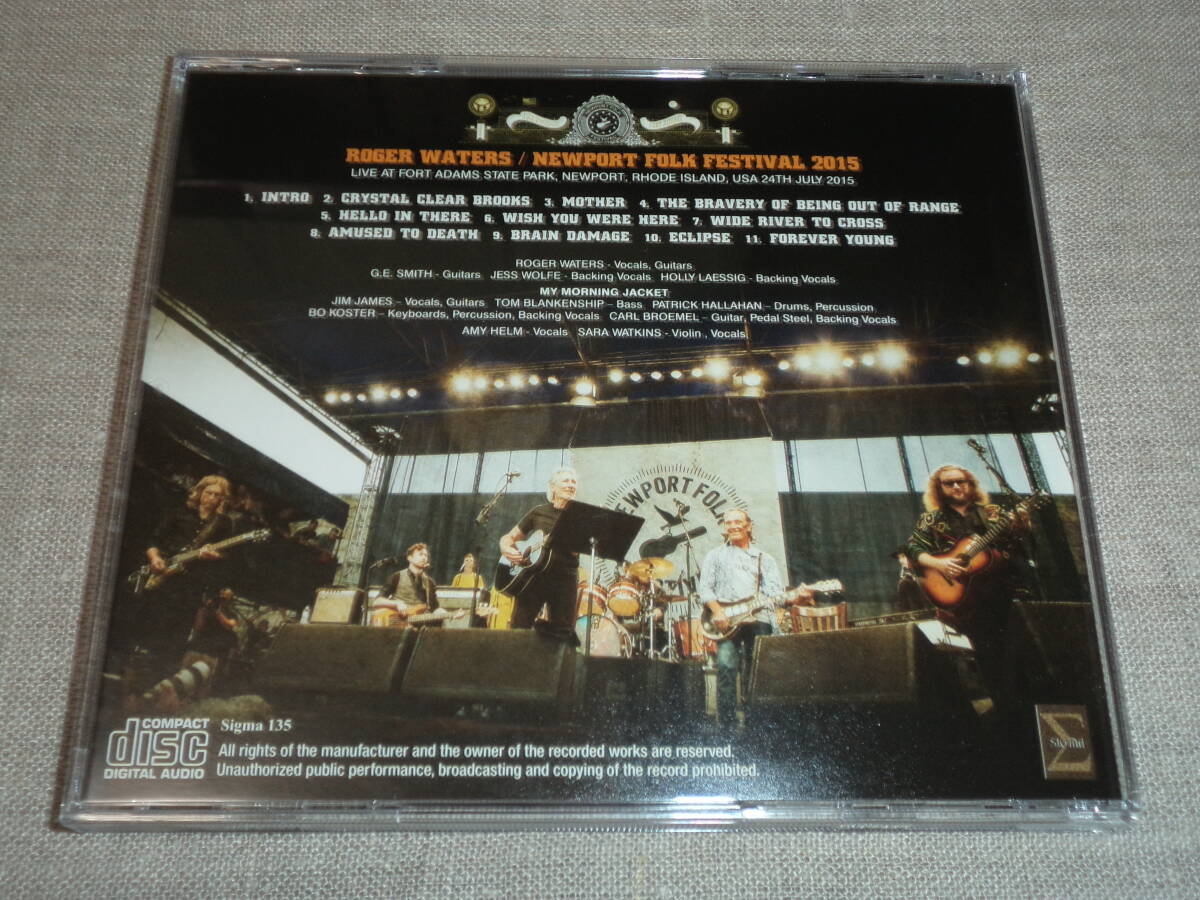 ROGER WATERS / NEWPORT FOLK FESTIVAL 2015
LIVE AT FORT ADAMS STATE PARK, NEWPORT, RHODE ISLAND, USA 24TH JULY 2015
1. INTRO 2. CRYSTAL CLEAR BROOKS 3. MOTHER 4. THE BRAVERY OF BEING OUT OF RANGE
5. HELLO IN THERE 6. WISH YOU WERE HERE 7. WIDE RIVER TO CROSS
8. AMUSED TO DEATH 9. BRAIN DAMAGE 10. ECLIPSE 11. FOREVER YOUNG
ROGER WATERS - Vocals, Guitars
G.E. SMITH - Guitars JESS WOLFE - Backing Vocals HOLLY LAESSIG - Backing Vocals
MY MORNING JACKET
JIM JAMES – Vocals, Guitars TOM BLANKENSHIP – Bass PATRICK HALLAHAN – Drums, Percussion
BO KOSTER – Keyboards, Percussion, Backing Vocals CARL BROEMEL – Guitar, Pedal Steel, Backing Vocals
AMY HELM - Vocals SARA WATKINS - Violin , Vocals
NEWPORT FOLK
COMPACT
disc
DIGITAL AUDIO
Sigma 135
All rights of the manufacturer and the owner of the recorded works are reserved.
Unauthorized public performance, broadcasting and copying of the record prohibited.
Σ